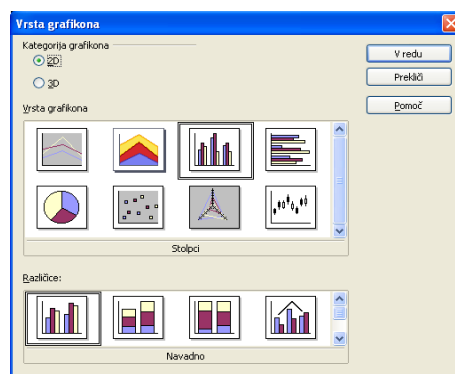 Vrsta grafikona
Kategorija grafikona
2D
3D
V redu
Prekliči
Pomoč
Vrsta grafikona
Stolpci
Različice:
Navadno